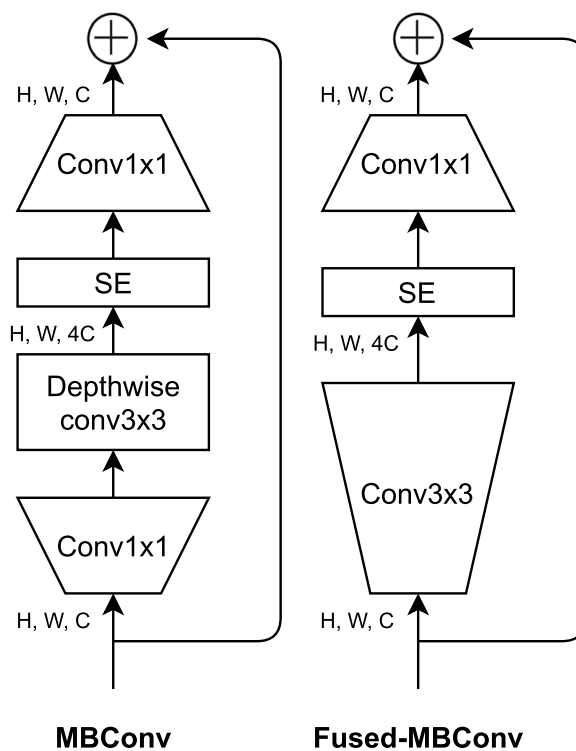 H, W, C
Conv1x1
SE
H, W, 4C
Depthwise
conv3x3
Conv1x1
H, W, C
MBConv
H, W, C
Conv1x1
SE
H, W, 4C
Conv3x3
H, W, C
Fused-MBConv